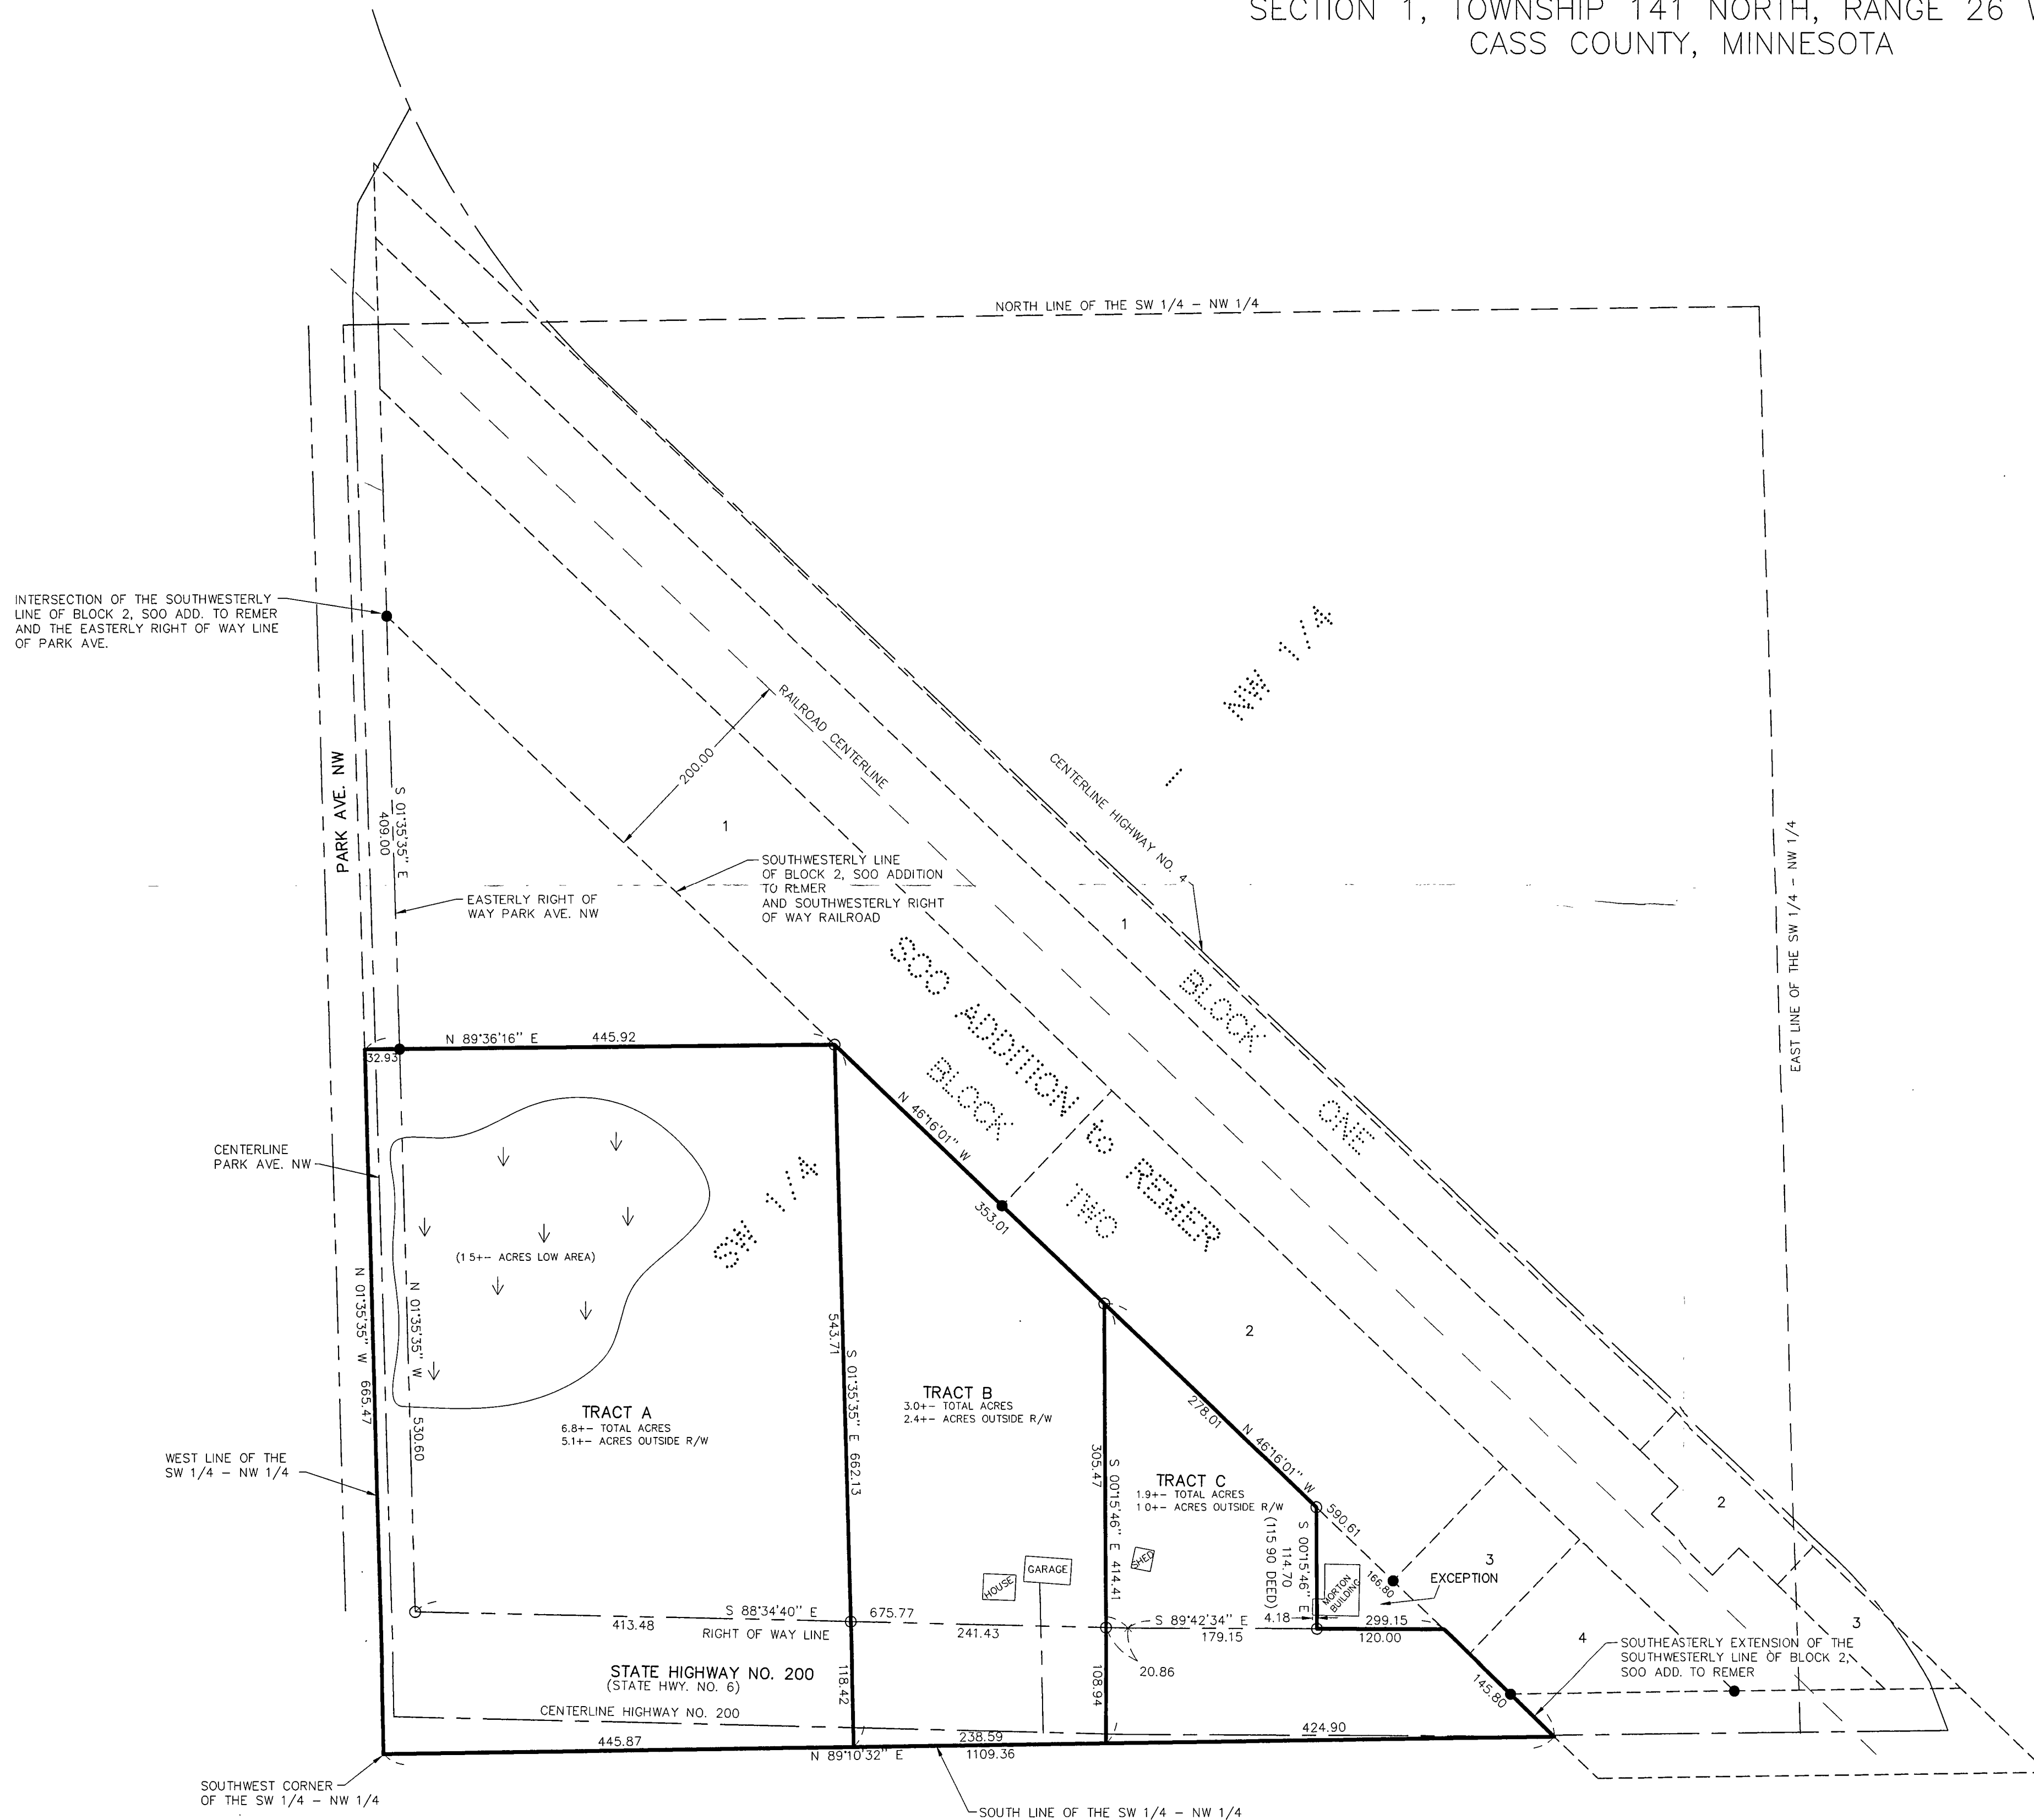 SECTION 1, TOWNSHIP 141 NORTH, RANGE 26 W
CASS COUNTY, MINNESOTA
NORTH LINE OF THE SW 1/4 - NW 1/4
INTERSECTION OF THE SOUTHWESTERLY
LINE OF BLOCK 2, SOO ADD. TO REMER
AND THE EASTERLY RIGHT OF WAY LINE
OF PARK AVE.
NW 1/4
RAILROAD CENTERLINE
200.00
CENTERLINE HIGHWAY NO. 4
PARK AVE. NW
S 01°35'35" E
409.00
1
SOUTHWESTERLY LINE
OF BLOCK 2, SOO ADDITION
TO REMER
AND SOUTHWESTERLY RIGHT
OF WAY RAILROAD
EASTERLY RIGHT OF
WAY PARK AVE. NW
1
EAST LINE OF THE SW 1/4 - NW 1/4
SOO ADDITION to REMER
BLOCK
ONE
BLOCK
TWO
N 89°36'16" E 445.92
32.93
N 46°16'01" W
353.01
CENTERLINE
PARK AVE. NW
SW 1/4
(1 5+- ACRES LOW AREA)
N 01°35'35" W 665.47
N 01°35'35" W
530.60
543.71
S 01°35'35" E 662.13
2
TRACT A
6.8+- TOTAL ACRES
5.1+- ACRES OUTSIDE R/W
TRACT B
3.0+- TOTAL ACRES
2.4+- ACRES OUTSIDE R/W
278.01
N 46°16'01" W
305.47
S 00°15'46" E 414.41
TRACT C
1.9+- TOTAL ACRES
1 0+- ACRES OUTSIDE R/W
590.61
WEST LINE OF THE
SW 1/4 - NW 1/4
S 00°15'46" E
114.70
(115 90 DEED)
2
3
EXCEPTION
166.80
MORTON
BUILDING
SHED
GARAGE
HOUSE
S 88°34'40" E 675.77
413.48
RIGHT OF WAY LINE
241.43
S 89°42'34" E
4.18
299.15
179.15
120.00
20.86
3
4
SOUTHEASTERLY EXTENSION OF THE
SOUTHWESTERLY LINE OF BLOCK 2,
SOO ADD. TO REMER
STATE HIGHWAY NO. 200
(STATE HWY. NO. 6)
118.42
108.94
145.80
CENTERLINE HIGHWAY NO. 200
445.87
238.59
424.90
N 89°10'32" E 1109.36
SOUTHWEST CORNER
OF THE SW 1/4 - NW 1/4
SOUTH LINE OF THE SW 1/4 - NW 1/4